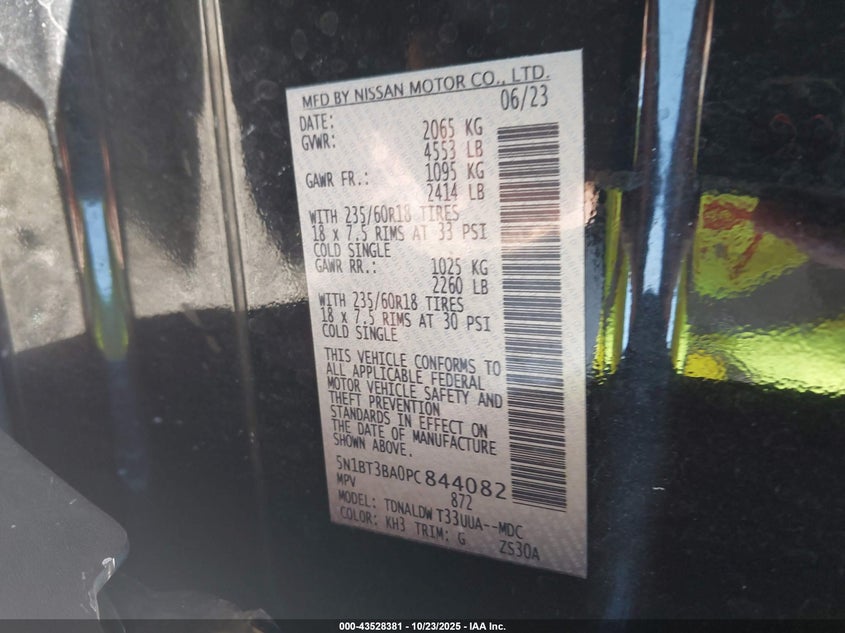 MFD BY NISSAN MOTOR CO., LTD.
DATE: 06/23
GVWR: 2065 KG
4553 LB
GAWR FR.: 1095 KG
2414 LB
WITH 235/60R18 TIRES
18 x 7.5 RIMS AT 33 PSI
COLD SINGLE
GAWR RR.: 1025 KG
2260 LB
WITH 235/60R18 TIRES
18 x 7.5 RIMS AT 30 PSI
COLD SINGLE
THIS VEHICLE CONFORMS TO
ALL APPLICABLE FEDERAL
MOTOR VEHICLE SAFETY AND
THEFT PREVENTION
STANDARDS IN EFFECT ON
THE DATE OF MANUFACTURE
SHOWN ABOVE.
5N1BT3BA0PC844082
MPV 872
MODEL: TDNALDW T33UUA--MDC
COLOR: KH3 TRIM: G ZS30A
000-43528381 - 10/23/2025 - IAA Inc.